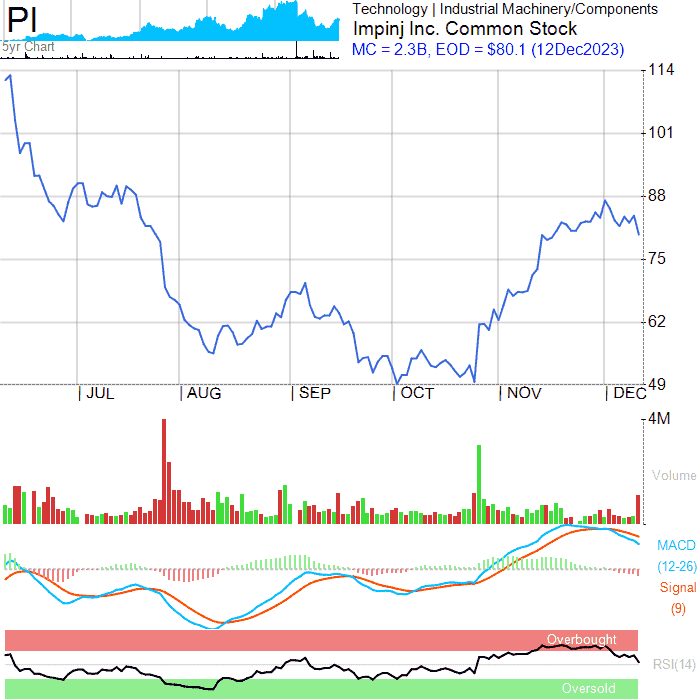 PI
5yr Chart
Technology | Industrial Machinery/Components
Impinj Inc. Common Stock
MC = 2.3B, EOD = $80.1 (12Dec2023)
114
101
88
75
62
49
JUL
AUG
SEP
OCT
NOV
DEC
4M
Volume
MACD
(12-26)
Signal
(9)
Overbought
RSI(14)
Oversold